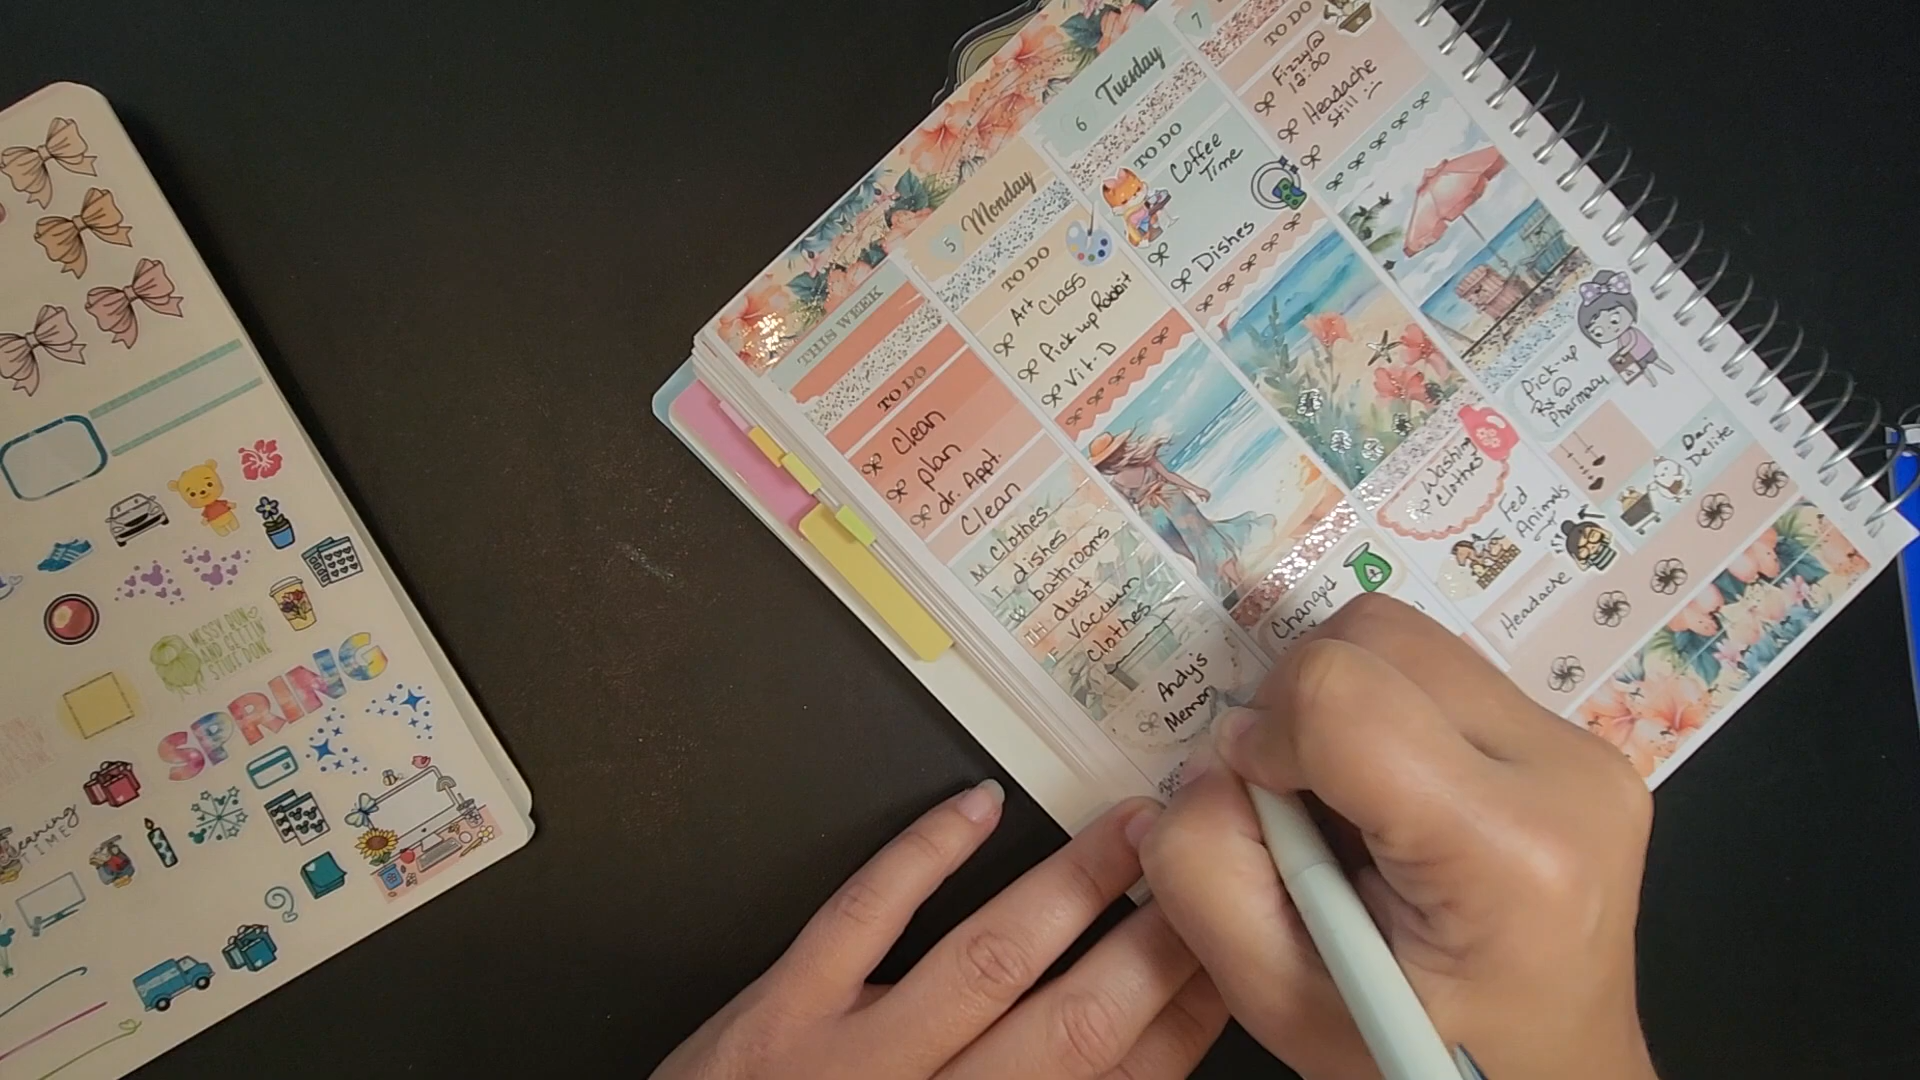 THIS WEEK
TO DO
Clean
plan
dr. Appt.
Clean
M Clothes
dishes
T
W bathrooms
TH dust
F Vacuum
Clothes
Andy's
Memor
5 Monday
TO DO
Art Class
Pick up Rabbit
Vit. D
Changed
6 Tuesday
TO DO
Coffee
Time
Dishes
Washing
Clothes
Fed
Animals
Headache
7
TO DO
Fizzy @
12:00
Headache
Still :(
Pick-up
Rx @
Pharmacy
Dari
Delite
MESSY BUN
AND GETTIN'
STUFF DONE
SPRING
Cleaning
TIME